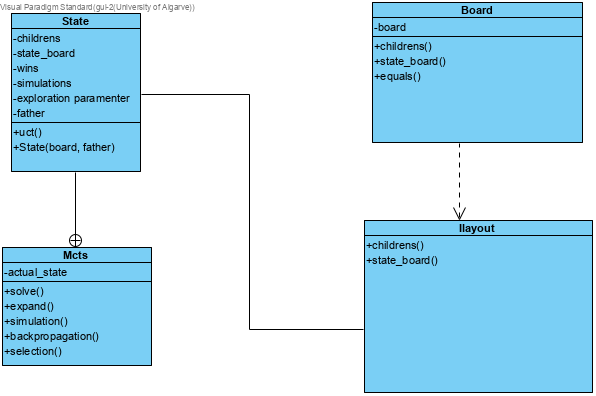 Visual Paradigm Standard(gui-2(University of Algarve))
State
-childrens
-state_board
-wins
-simulations
-exploration paramenter
-father
+uct()
+State(board, father)
Board
-board
+childrens()
+state_board()
+equals()
Mcts
-actual_state
+solve()
+expand()
+simulation()
+backpropagation()
+selection()
Ilayout
+childrens()
+state_board()